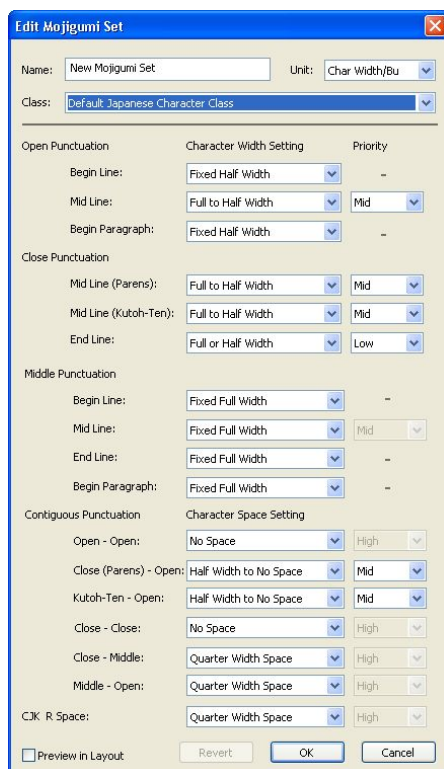 Edit Mojigumi Set
Name: New Mojigumi Set Unit: Char Width/Bu
Class: Default Japanese Character Class
Open Punctuation Character Width Setting Priority
Begin Line: Fixed Half Width -
Mid Line: Full to Half Width Mid
Begin Paragraph: Fixed Half Width -
Close Punctuation
Mid Line (Parens): Full to Half Width Mid
Mid Line (Kutoh-Ten): Full to Half Width Mid
End Line: Full or Half Width Low
Middle Punctuation
Begin Line: Fixed Full Width -
Mid Line: Fixed Full Width Mid
End Line: Fixed Full Width -
Begin Paragraph: Fixed Full Width -
Contiguous Punctuation Character Space Setting
Open - Open: No Space High
Close (Parens) - Open: Half Width to No Space Mid
Kutoh-Ten - Open: Half Width to No Space Mid
Close - Close: No Space High
Close - Middle: Quarter Width Space High
Middle - Open: Quarter Width Space High
CJK R Space: Quarter Width Space High
Preview in Layout Revert OK Cancel